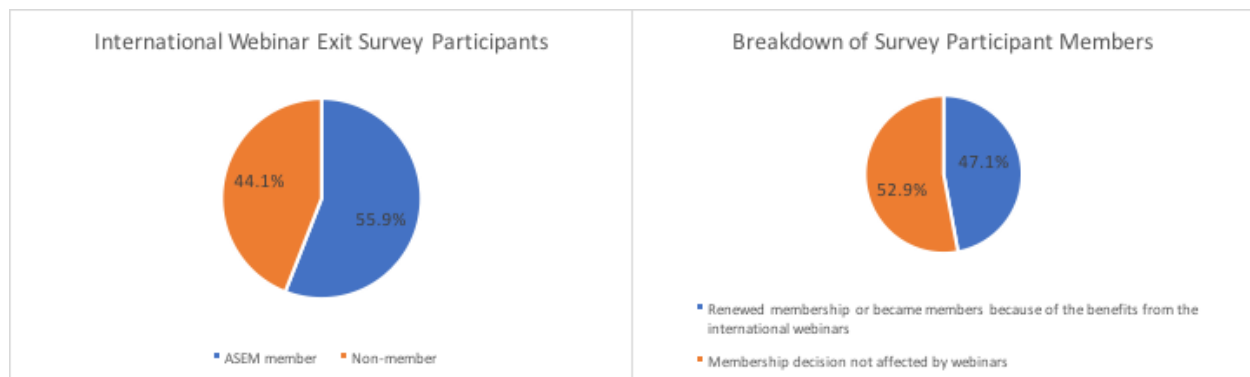 International Webinar Exit Survey Participants
44.1%
55.9%
ASEM member
Non-member
Breakdown of Survey Participant Members
47.1%
52.9%
Renewed membership or became members because of the benefits from the
international webinars
Membership decision not affected by webinars